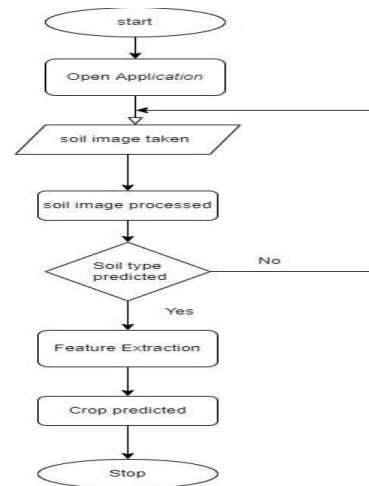 start
Open Application
soil image taken
soil image processed
Soil type
predicted
No
Yes
Feature Extraction
Crop predicted
Stop